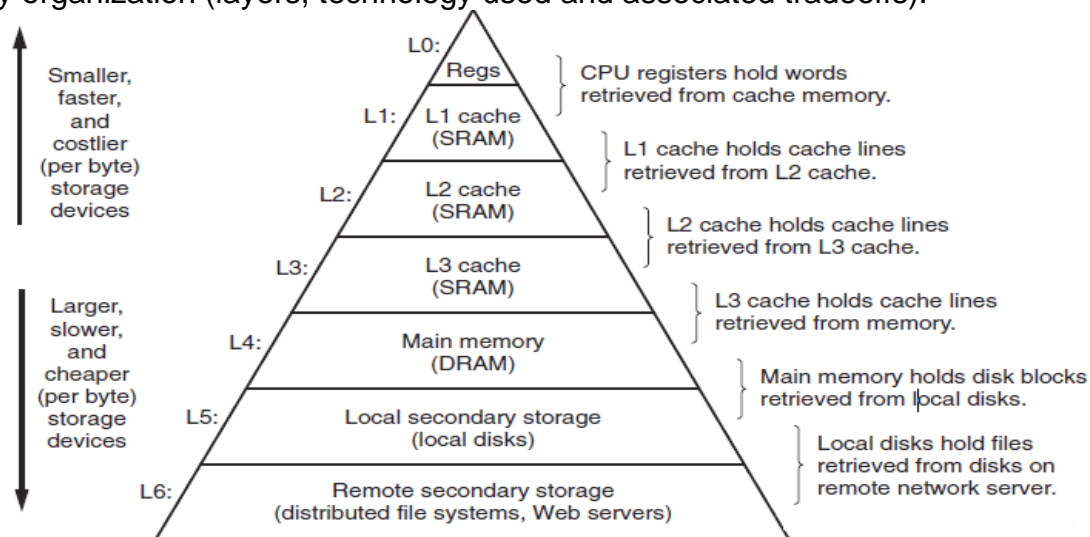 y organization (layers, technology used and associated tradeoffs).
Smaller,
faster,
and
costlier
(per byte)
storage
devices
Larger,
slower,
and
cheaper
(per byte)
storage
devices
L0:
Regs
CPU registers hold words
retrieved from cache memory.
L1:
L1 cache
(SRAM)
L1 cache holds cache lines
retrieved from L2 cache.
L2:
L2 cache
(SRAM)
L2 cache holds cache lines
retrieved from L3 cache.
L3:
L3 cache
(SRAM)
L3 cache holds cache lines
retrieved from memory.
L4:
Main memory
(DRAM)
Main memory holds disk blocks
retrieved from local disks.
L5:
Local secondary storage
(local disks)
Local disks hold files
retrieved from disks on
remote network server.
L6:
Remote secondary storage
(distributed file systems, Web servers)